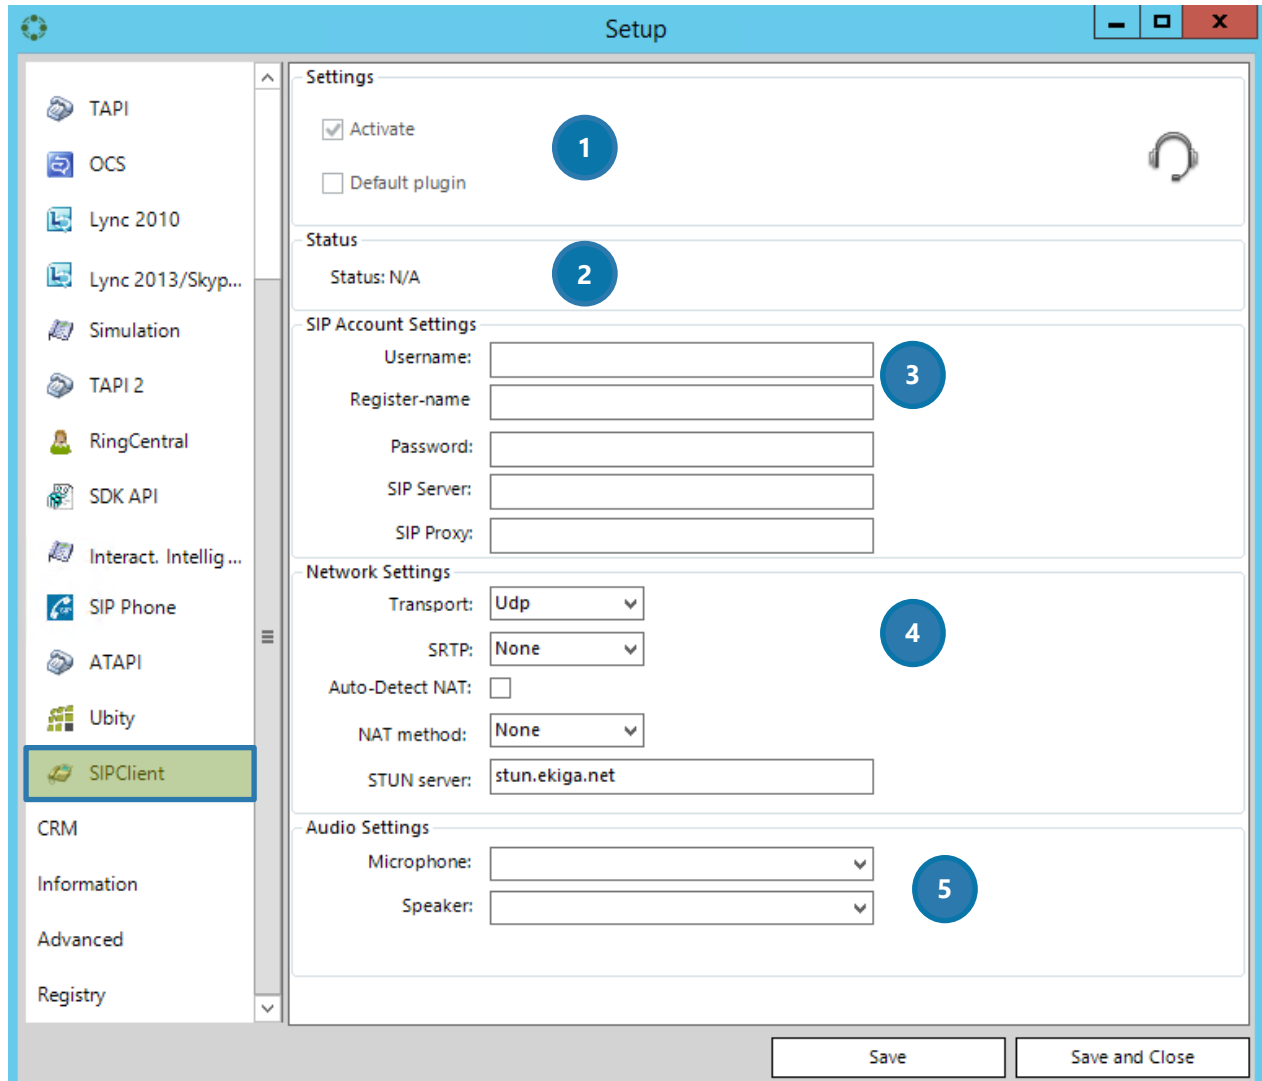 Setup
TAPI
OCS
Lync 2010
Lync 2013/Skyp...
Simulation
TAPI 2
RingCentral
SDK API
Interact. Intellig ...
SIP Phone
ATAPI
Ubity
SIPClient
CRM
Information
Advanced
Registry
Settings
Activate
1
Default plugin
Status
Status: N/A
2
SIP Account Settings
Username:
3
Register-name
Password:
SIP Server:
SIP Proxy:
Network Settings
Transport: Udp
4
SRTP: None
Auto-Detect NAT:
NAT method: None
STUN server: stun.ekiga.net
Audio Settings
Microphone:
5
Speaker:
Save
Save and Close